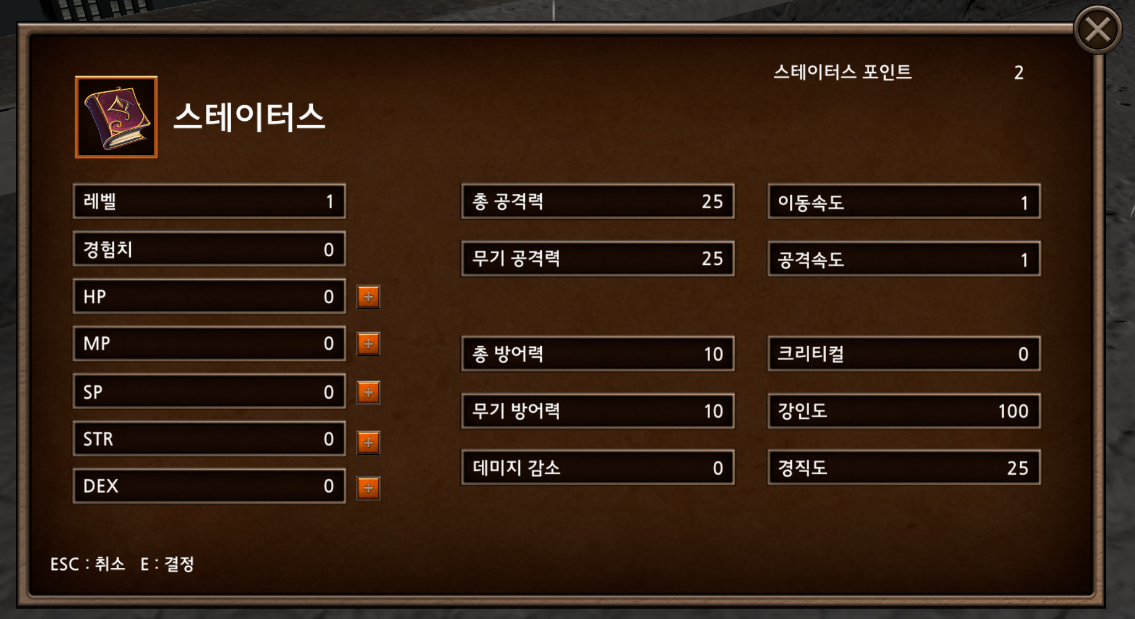 스테이터스 포인트 2
스테이터스
레벨 1
경험치 0
HP 0
MP 0
SP 0
STR 0
DEX 0
총 공격력 25
무기 공격력 25
총 방어력 10
무기 방어력 10
데미지 감소 0
이동속도 1
공격속도 1
크리티컬 0
강인도 100
경직도 25
ESC : 취소 E : 결정